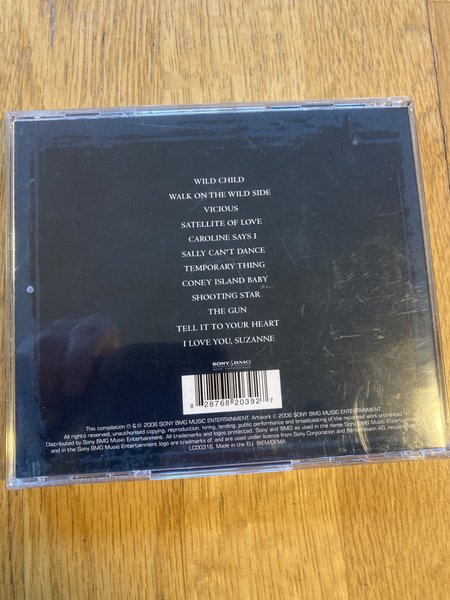 WILD CHILD
WALK ON THE WILD SIDE
VICIOUS
SATELLITE OF LOVE
CAROLINE SAYS I
SALLY CAN'T DANCE
TEMPORARY THING
CONEY ISLAND BABY
SHOOTING STAR
THE GUN
TELL IT TO YOUR HEART
I LOVE YOU, SUZANNE
SONY BMG
8 28768 20392 7
This compilation ℗ & © 2006 SONY BMG MUSIC ENTERTAINMENT. Artwork © 2006 SONY BMG MUSIC ENTERTAINMENT.
All rights reserved, unauthorised copying, reproduction, hiring, lending, public performance and broadcasting of the recorded work prohibited.
Distributed by Sony BMG Music Entertainment. All trademarks and logos protected. Sony and BMG as used in the name Sony BMG Music Entertainment
and in the Sony BMG Music Entertainment logo are trademarks of, and are used under license from Sony Corporation and Bertelsmann AG, respectively.
LC00316. Made in the EU. BIEM/GEMA